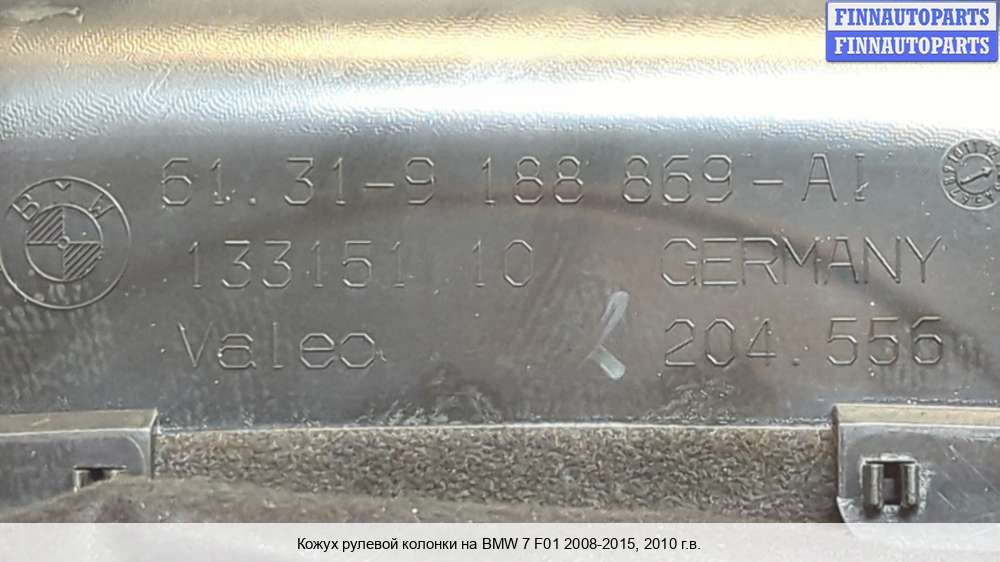 FINNAUTOPARTS
FINNAUTOPARTS
61.31-9 188 869-AI
BMW
133151 10 GERMANY
Valeo 204.556
Кожух рулевой колонки на BMW 7 F01 2008-2015, 2010 г.в.